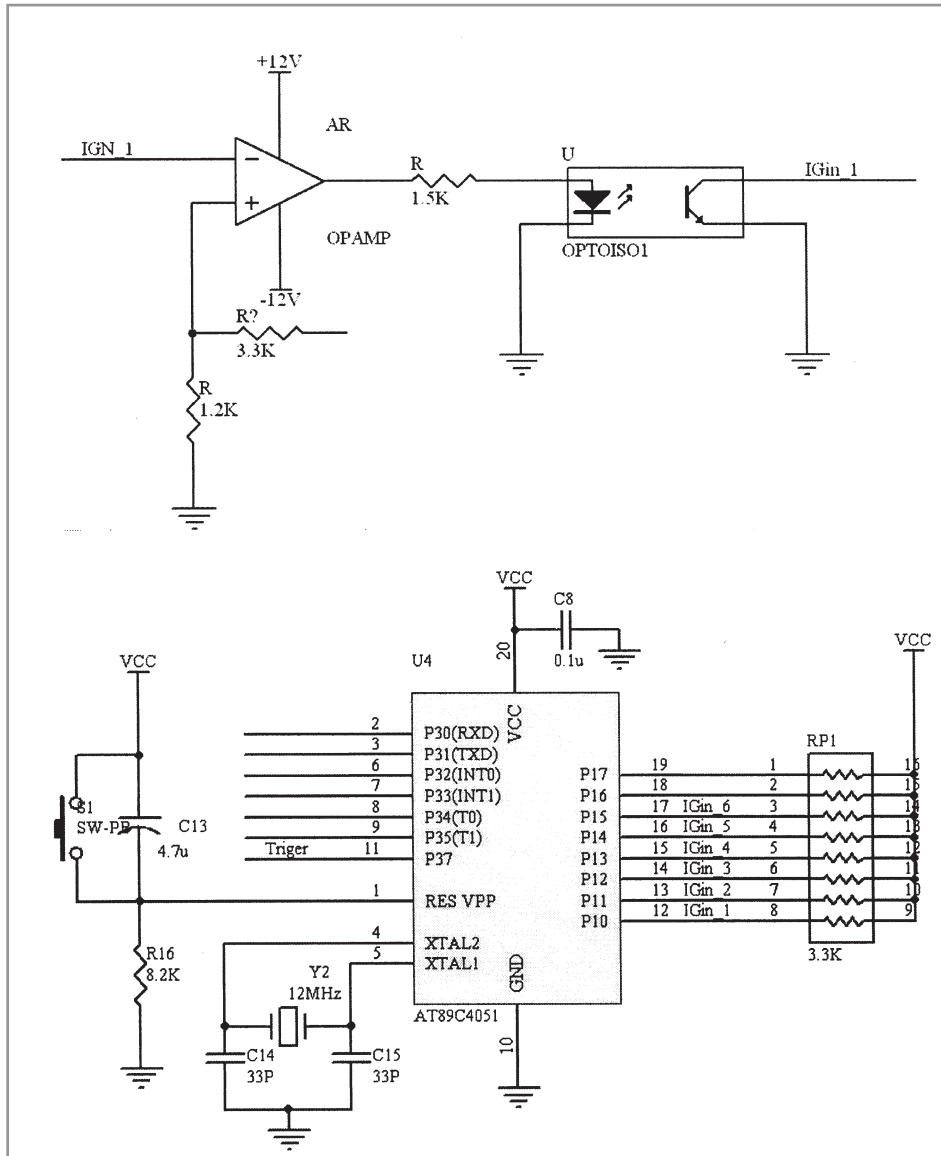 +12V
AR
IGN_1
R
1.5K
U
IGin_1
OPAMP
OPTOISO1
-12V
R?
3.3K
R
1.2K
VCC
C8
0.1u
20
U4
VCC
VCC
VCC
RP1
2 P30(RXD)
3 P31(TXD)
6 P32(INT0)
7 P33(INT1)
8 P34(T0)
9 P35(T1)
Triger 11 P37
1 RES VPP
4 XTAL2
5 XTAL1
P17 19 1 16
P16 18 2 15
P15 17 IGin_6 3 14
P14 16 IGin_5 4 13
P13 15 IGin_4 5 12
P12 14 IGin_3 6 11
P11 13 IGin_2 7 10
P10 12 IGin_1 8 9
3.3K
S1
SW-PB
C13
4.7u
R16
8.2K
Y2
12MHz
C14
33P
C15
33P
GND
AT89C4051
10